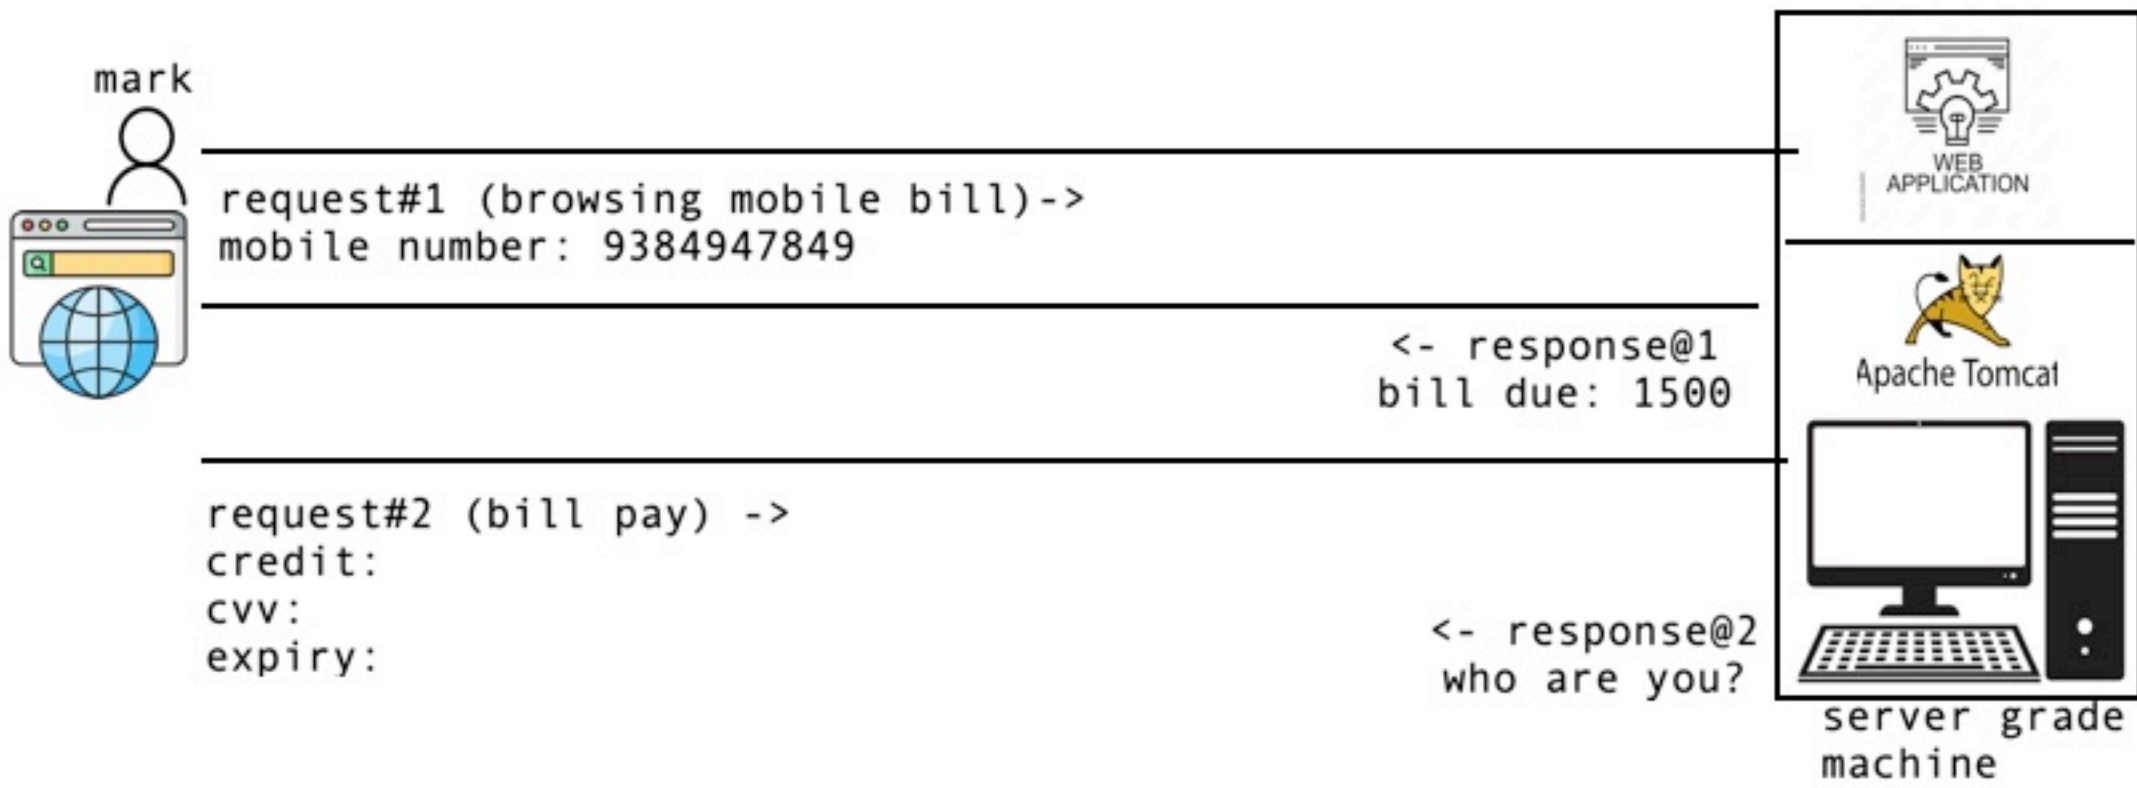 mark
request#1 (browsing mobile bill)->
mobile number: 9384947849
<- response@1
bill due: 1500
request#2 (bill pay) ->
credit:
cvv:
expiry:
<- response@2
who are you?
WEB
APPLICATION
Apache Tomcat
server grade
machine